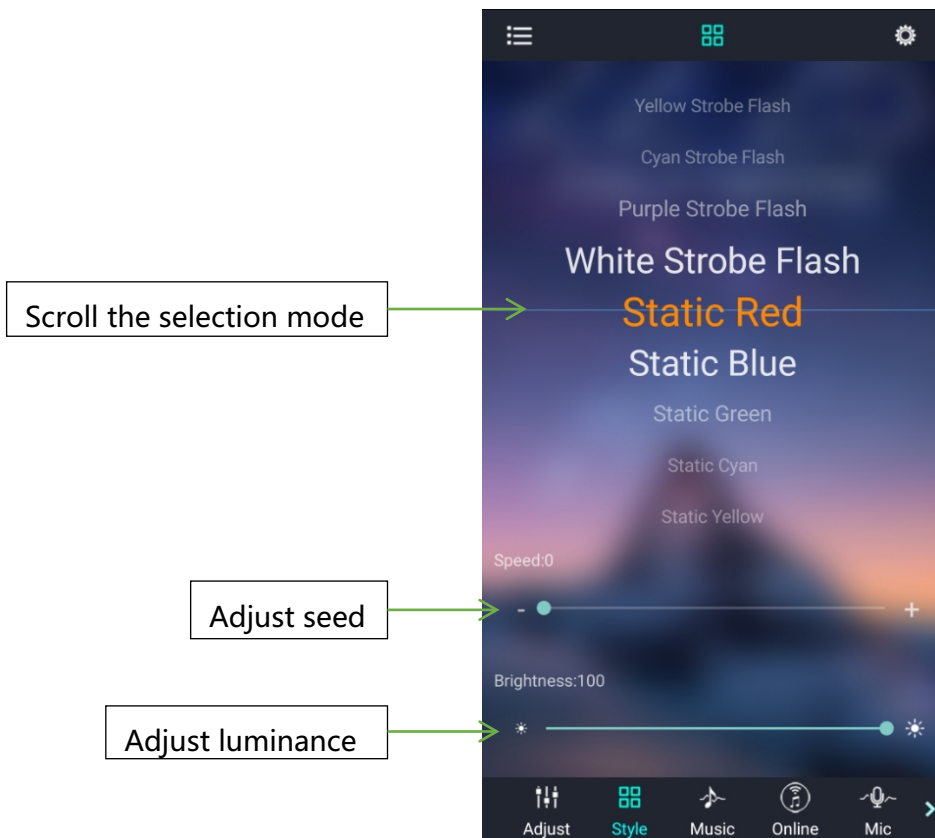 Yellow Strobe Flash
Cyan Strobe Flash
Purple Strobe Flash
White Strobe Flash
Scroll the selection mode
Static Red
Static Blue
Static Green
Static Cyan
Static Yellow
Speed:0
Adjust seed
- +
Brightness:100
Adjust luminance
Adjust Style Music Online Mic